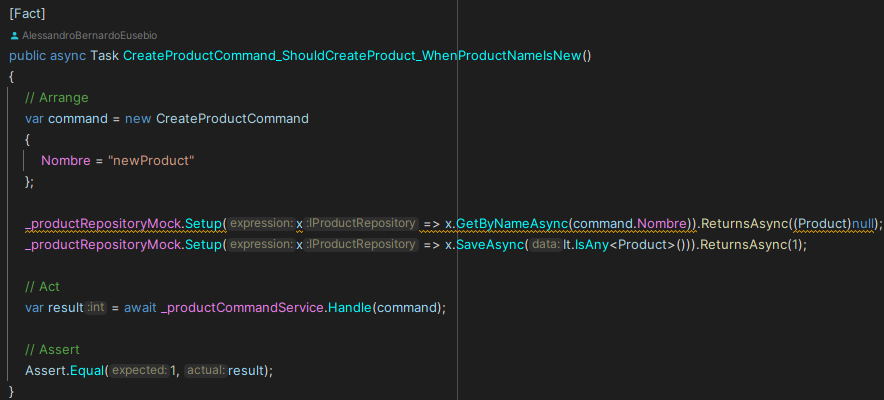 [Fact]
AlessandroBernardoEusebio
public async Task CreateProductCommand_ShouldCreateProduct_WhenProductNameIsNew()
{
// Arrange
var command = new CreateProductCommand
{
Nombre = "newProduct"
};
_productRepositoryMock.Setup( expression: x :IProductRepository => x.GetByNameAsync(command.Nombre)).ReturnsAsync((Product)null);
_productRepositoryMock.Setup( expression: x :IProductRepository => x.SaveAsync( data: It.IsAny<Product>())).ReturnsAsync(1);
// Act
var result :int = await _productCommandService.Handle(command);
// Assert
Assert.Equal( expected: 1, actual: result);
}